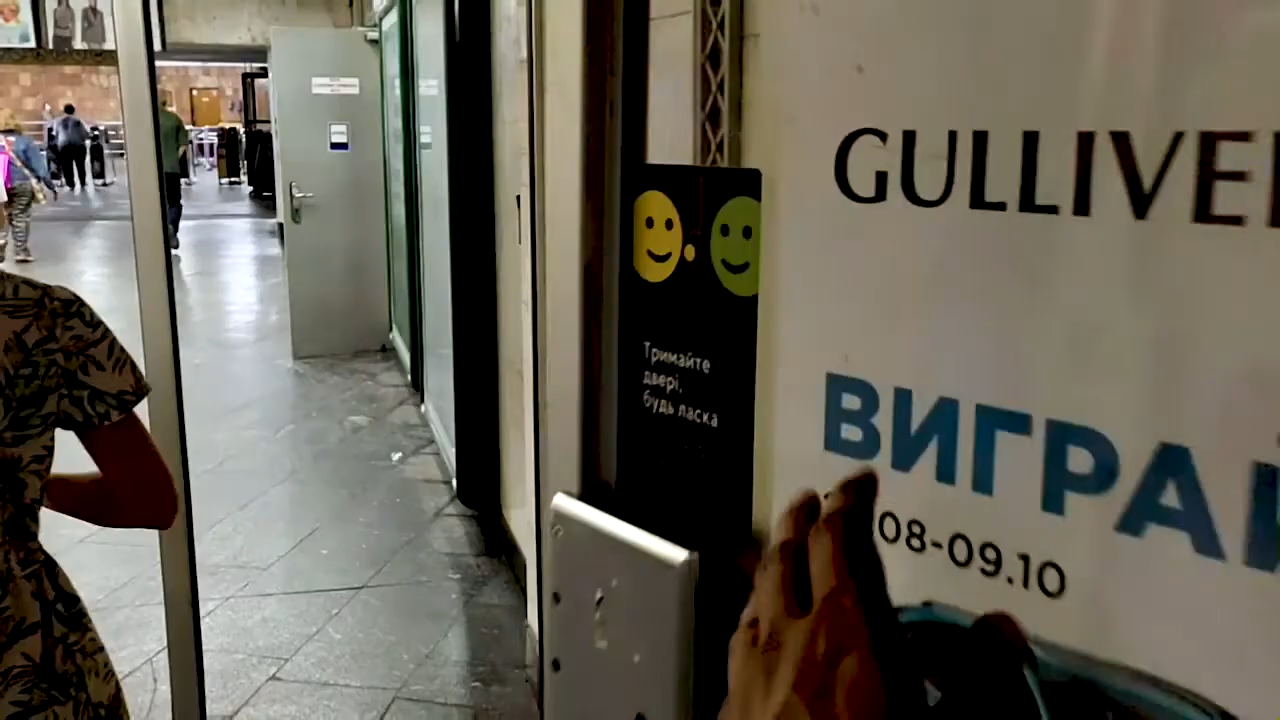 Тримайте
двері,
будь ласка
GULLIVE
ВИГРА
08-09.10